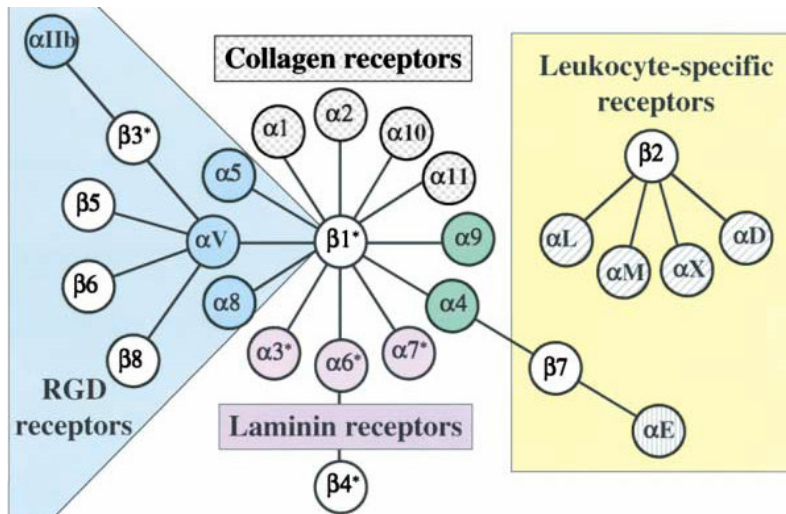 αIIb
Collagen receptors
Leukocyte-specific
receptors
β3*
α1
α2
α10
α11
α5
β2
β5
αV
β1*
α9
αL
αM
αX
αD
β6
α8
α4
β8
α3*
α6*
α7*
β7
RGD
receptors
Laminin receptors
αE
β4*